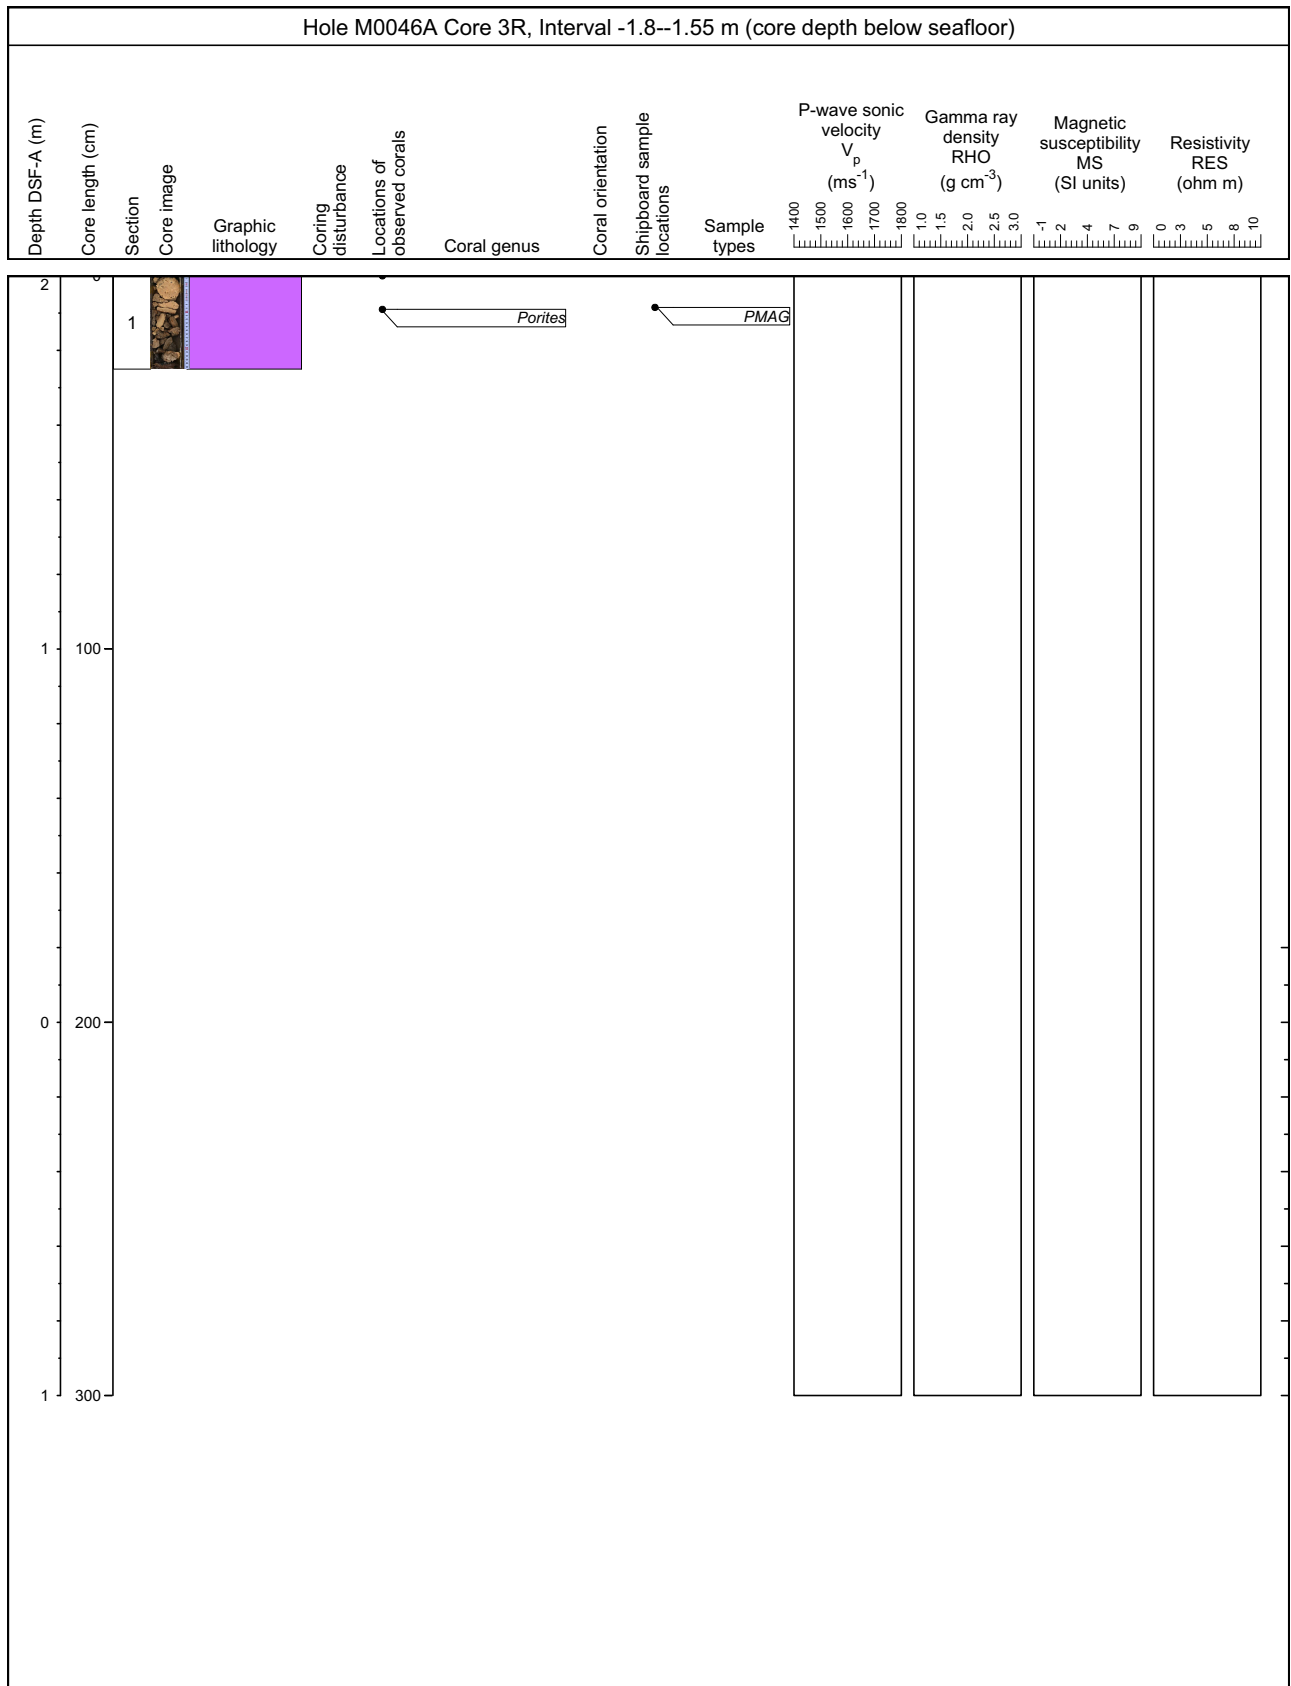 Hole M0046A Core 3R, Interval -1.8--1.55 m (core depth below seafloor)
Depth DSF-A (m)
Core length (cm)
Section
Core image
Graphic
lithology
Coring
disturbance
Locations of
observed corals
Coral genus
Coral orientation
Shipboard sample
locations
Sample
types
P-wave sonic
velocity
Vp
(ms-1)
1400 1500 1600 1700 1800
Gamma ray
density
RHO
(g cm-3)
1.0 1.5 2.0 2.5 3.0
Magnetic
susceptibility
MS
(SI units)
-1 2 4 7 9
Resistivity
RES
(ohm m)
0 3 5 8 10
2 0
1 Porites PMAG
1 100
0 200
1 300